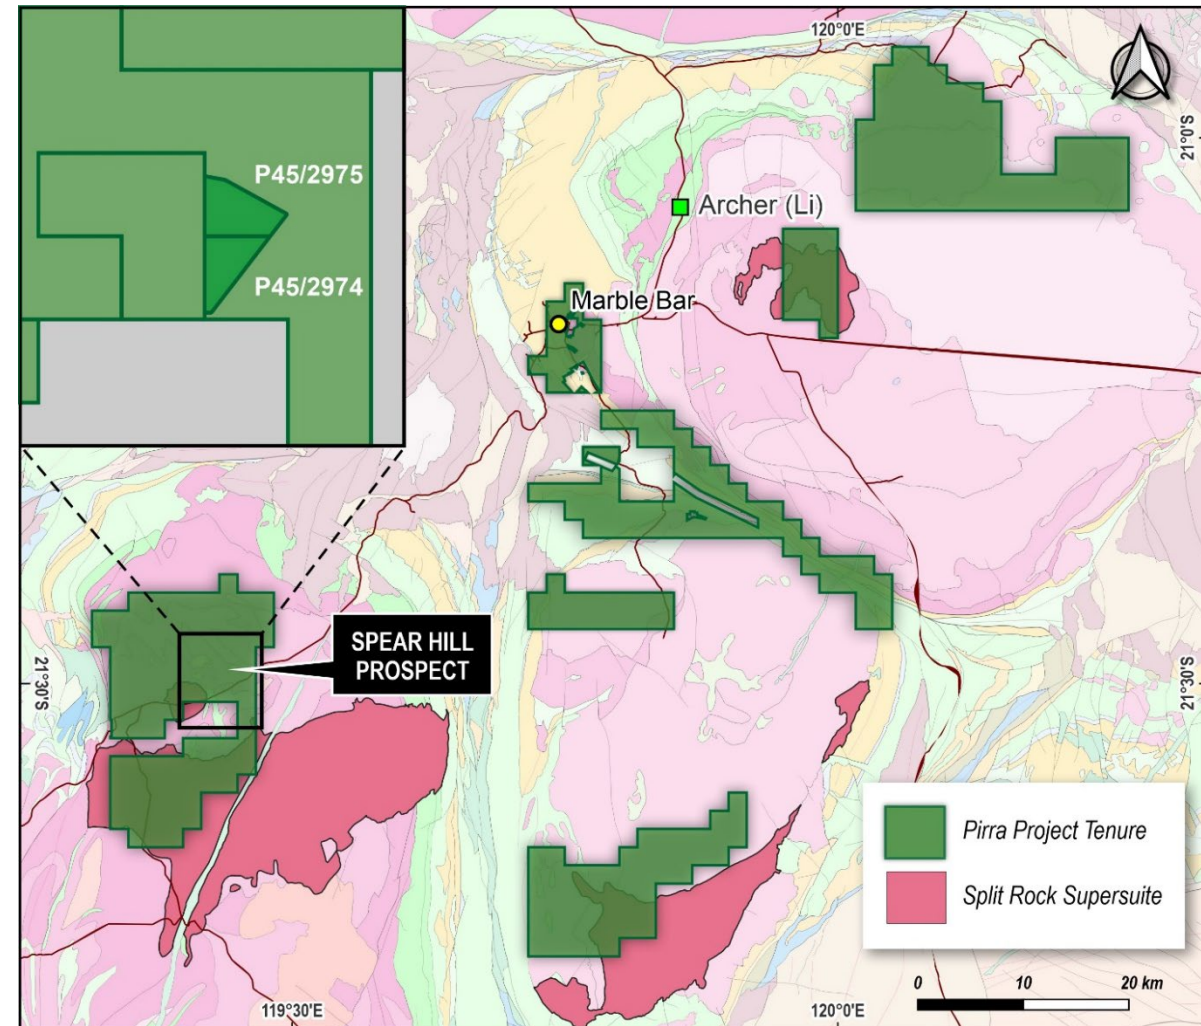 120°0'E
P45/2975
P45/2974
21°0'S
Archer (Li)
Marble Bar
SPEAR HILL
PROSPECT
21°30'S
21°30'S
Pirra Project Tenure
Split Rock Supersuite
0 10 20 km
119°30'E
120°0'E